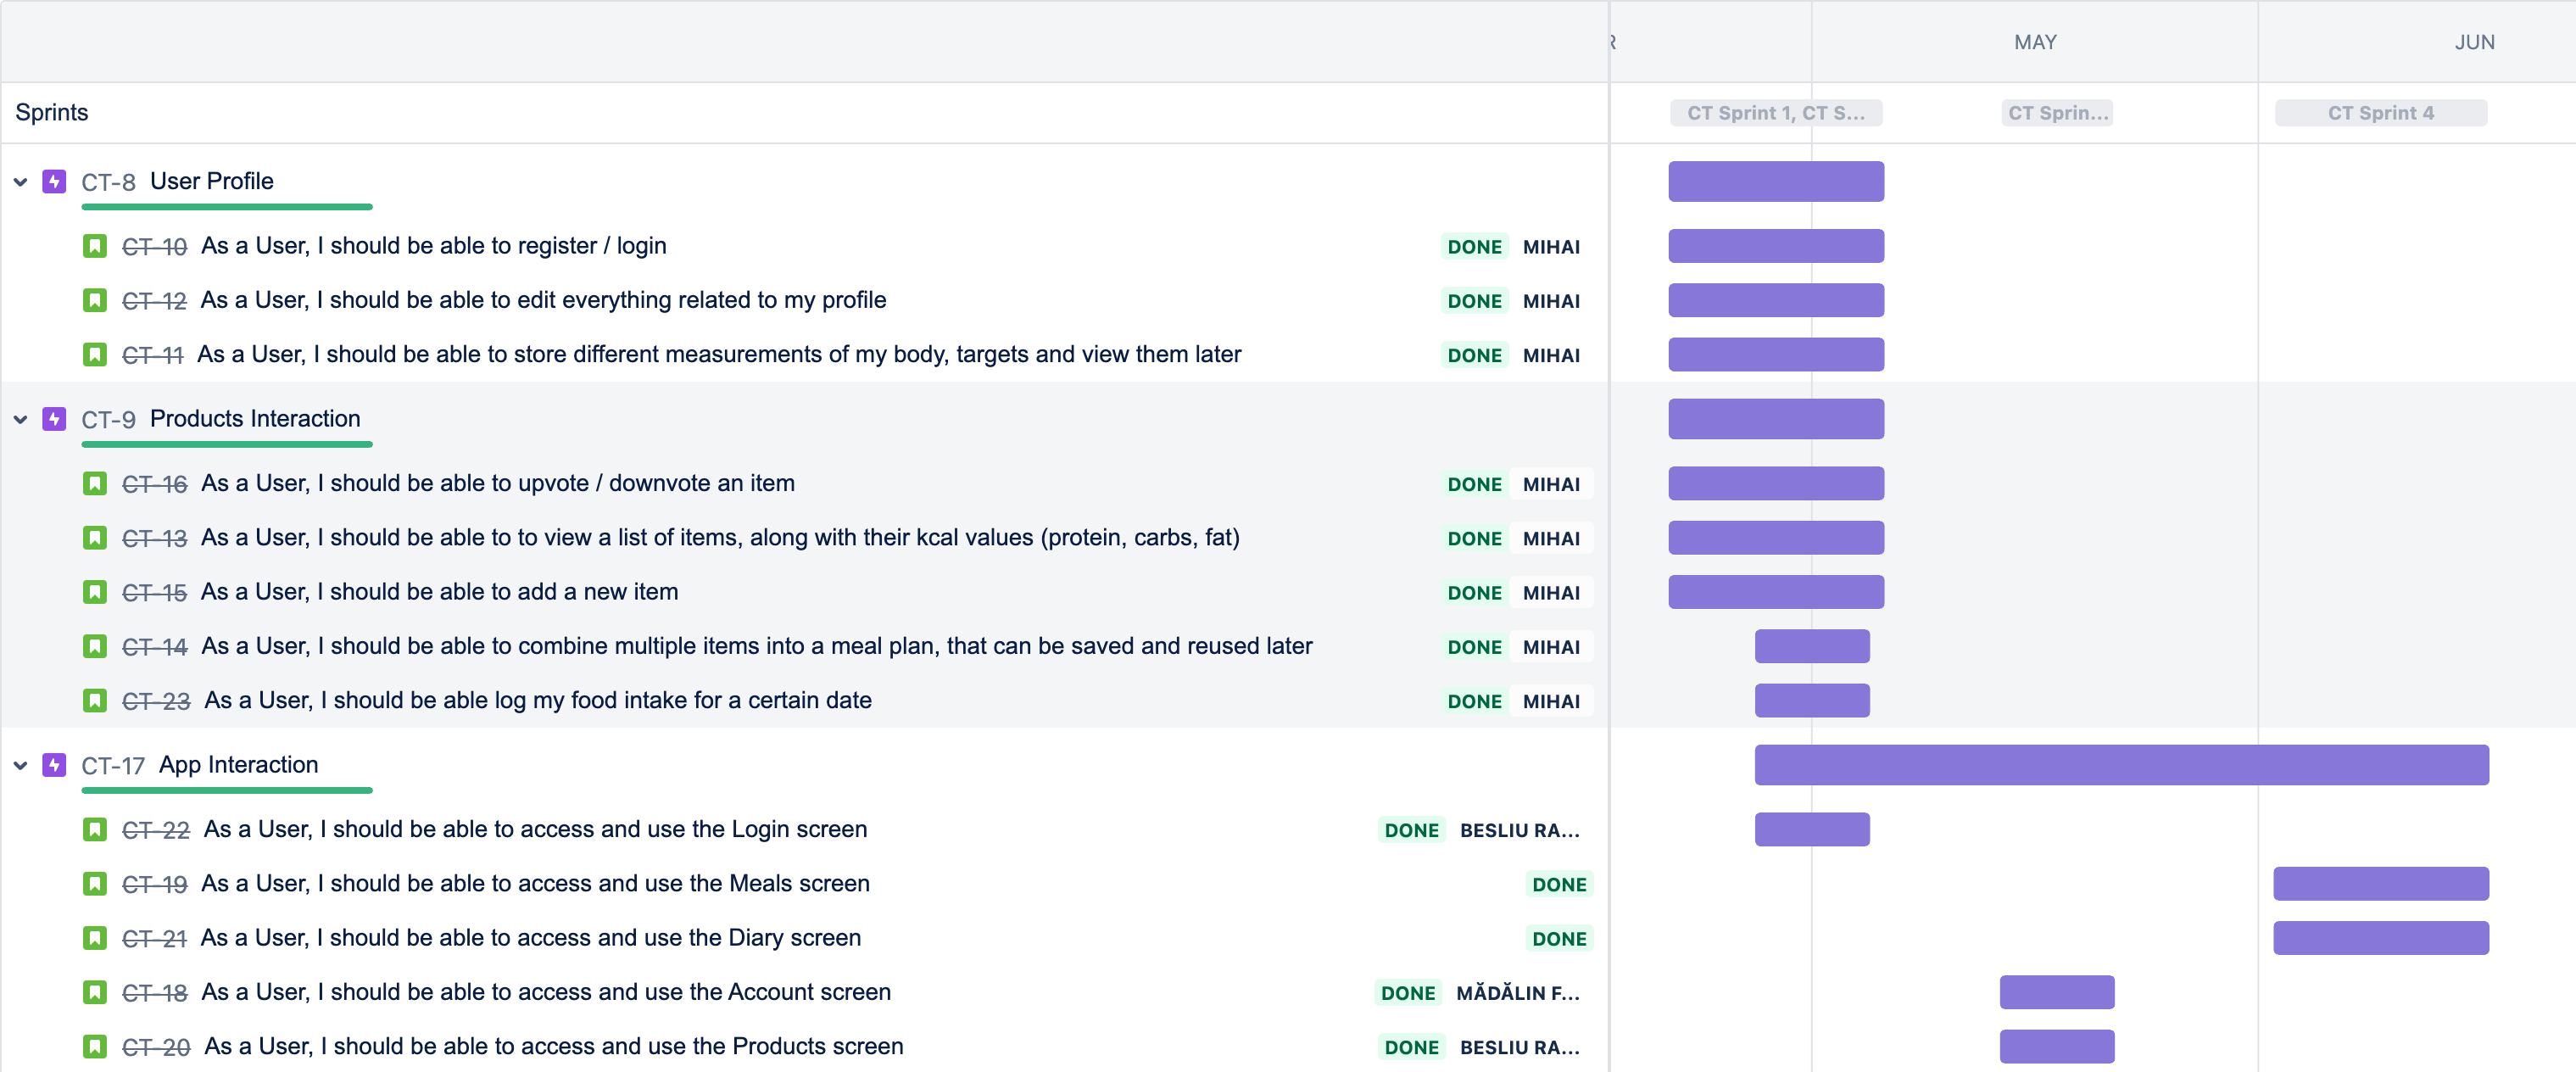 MAY
JUN
Sprints
CT Sprint 1, CT S...
CT Sprin...
CT Sprint 4
CT-8 User Profile
CT-10 As a User, I should be able to register / login DONE MIHAI
CT-12 As a User, I should be able to edit everything related to my profile DONE MIHAI
CT-11 As a User, I should be able to store different measurements of my body, targets and view them later DONE MIHAI
CT-9 Products Interaction
CT-16 As a User, I should be able to upvote / downvote an item DONE MIHAI
CT-13 As a User, I should be able to to view a list of items, along with their kcal values (protein, carbs, fat) DONE MIHAI
CT-15 As a User, I should be able to add a new item DONE MIHAI
CT-14 As a User, I should be able to combine multiple items into a meal plan, that can be saved and reused later DONE MIHAI
CT-23 As a User, I should be able log my food intake for a certain date DONE MIHAI
CT-17 App Interaction
CT-22 As a User, I should be able to access and use the Login screen DONE BESLIU RA...
CT-19 As a User, I should be able to access and use the Meals screen DONE
CT-21 As a User, I should be able to access and use the Diary screen DONE
CT-18 As a User, I should be able to access and use the Account screen DONE MĂDĂLIN F...
CT-20 As a User, I should be able to access and use the Products screen DONE BESLIU RA...